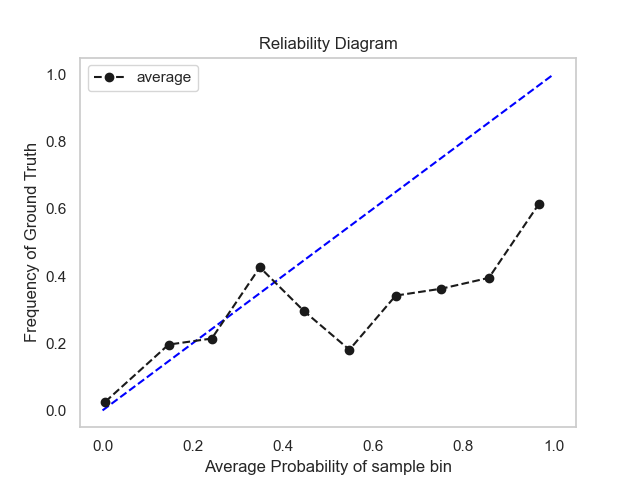 Reliability Diagram
average
1.0
0.8
0.6
0.4
0.2
0.0
Frequency of Ground Truth
0.0 0.2 0.4 0.6 0.8 1.0
Average Probability of sample bin